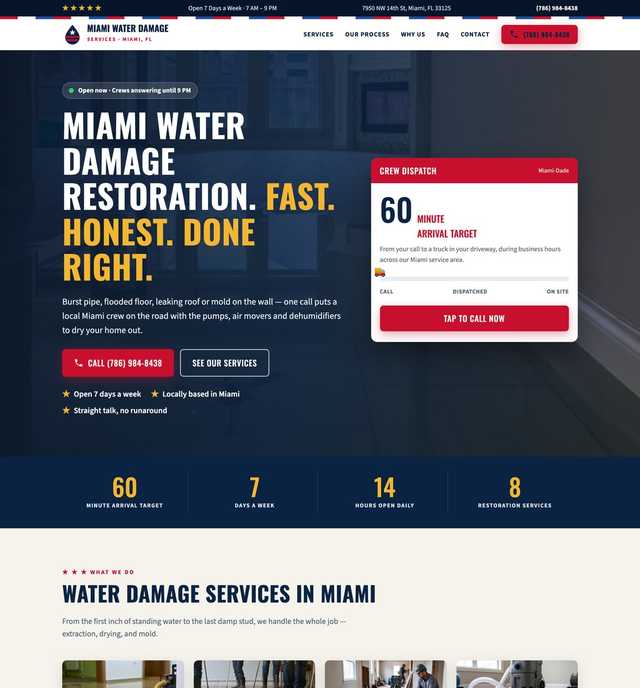 ★★★★★
Open 7 Days a Week · 7 AM – 9 PM
7950 NW 14th St, Miami, FL 33125
(786) 984-8438
MIAMI WATER DAMAGE
SERVICES · MIAMI, FL
SERVICES
OUR PROCESS
WHY US
FAQ
CONTACT
(786) 984-8438
Open now · Crews answering until 9 PM
MIAMI WATER
DAMAGE
RESTORATION. FAST.
HONEST. DONE
RIGHT.
Burst pipe, flooded floor, leaking roof or mold on the wall — one call puts a
local Miami crew on the road with the pumps, air movers and dehumidifiers
to dry your home out.
CALL (786) 984-8438
SEE OUR SERVICES
★ Open 7 days a week
★ Locally based in Miami
★ Straight talk, no runaround
CREW DISPATCH
Miami-Dade
60 MINUTE
ARRIVAL TARGET
From your call to a truck in your driveway, during business hours
across our Miami service area.
CALL
DISPATCHED
ON SITE
TAP TO CALL NOW
60
MINUTE ARRIVAL TARGET
7
DAYS A WEEK
14
HOURS OPEN DAILY
8
RESTORATION SERVICES
★ ★ ★ WHAT WE DO
WATER DAMAGE SERVICES IN MIAMI
From the first inch of standing water to the last damp stud, we handle the whole job —
extraction, drying, and mold.